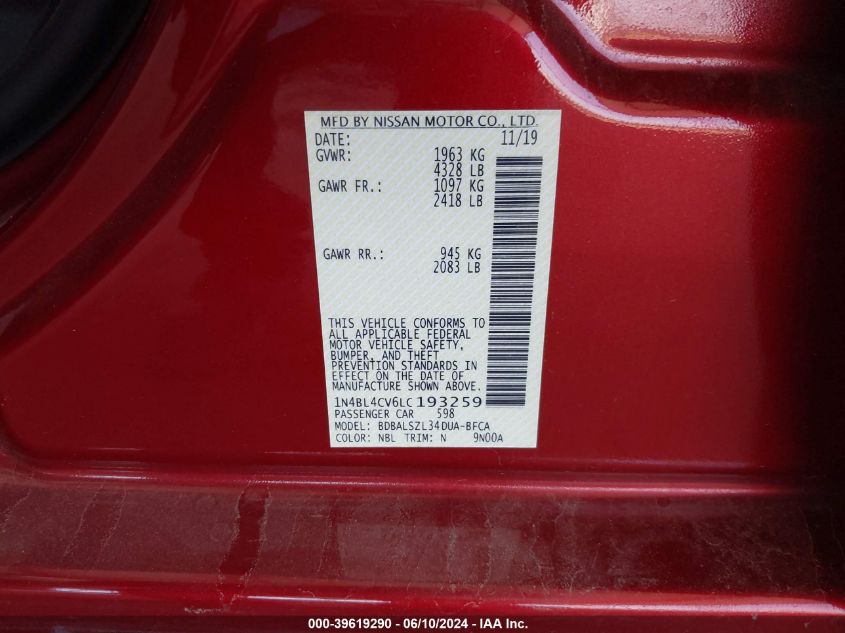 MFD BY NISSAN MOTOR CO., LTD.
DATE: 11/19
GVWR: 1963 KG
4328 LB
GAWR FR.: 1097 KG
2418 LB
GAWR RR.: 945 KG
2083 LB
THIS VEHICLE CONFORMS TO
ALL APPLICABLE FEDERAL
MOTOR VEHICLE SAFETY,
BUMPER, AND THEFT
PREVENTION STANDARDS IN
EFFECT ON THE DATE OF
MANUFACTURE SHOWN ABOVE.
1N4BL4CV6LC193259
PASSENGER CAR 598
MODEL: BDBALSZL34DUA-BFCA
COLOR: NBL TRIM: N 9N00A
000-39619290 - 06/10/2024 - IAA Inc.